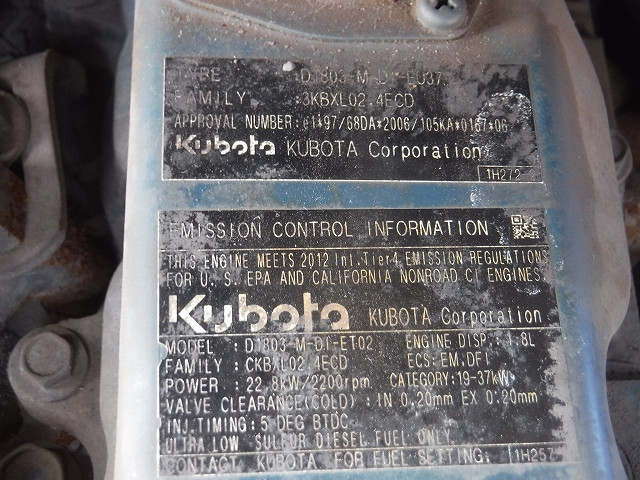 TYPE : D1803-M-DI-EU37
FAMILY : 3KBXL02.4ECD
APPROVAL NUMBER: e1*97/68DA*2006/105KA*0167*06
Kubota KUBOTA Corporation
1H272
EMISSION CONTROL INFORMATION
THIS ENGINE MEETS 2012 Int.Tier4 EMISSION REGULATIONS
FOR U. S. EPA AND CALIFORNIA NONROAD CI ENGINES.
Kubota KUBOTA Corporation
MODEL : D1803-M-DI-ET02 ENGINE DISP.: 1.8L
FAMILY : CKBXL02.4ECD ECS: EM,DFI
POWER : 22.8kW/2200rpm CATEGORY: 19-37kW
VALVE CLEARANCE(COLD) : IN 0.20mm EX 0.20mm
INJ.TIMING: 5 DEG BTDC
ULTRA LOW SULFUR DIESEL FUEL ONLY.
CONTACT KUBOTA FOR FUEL SETTING. 1H257